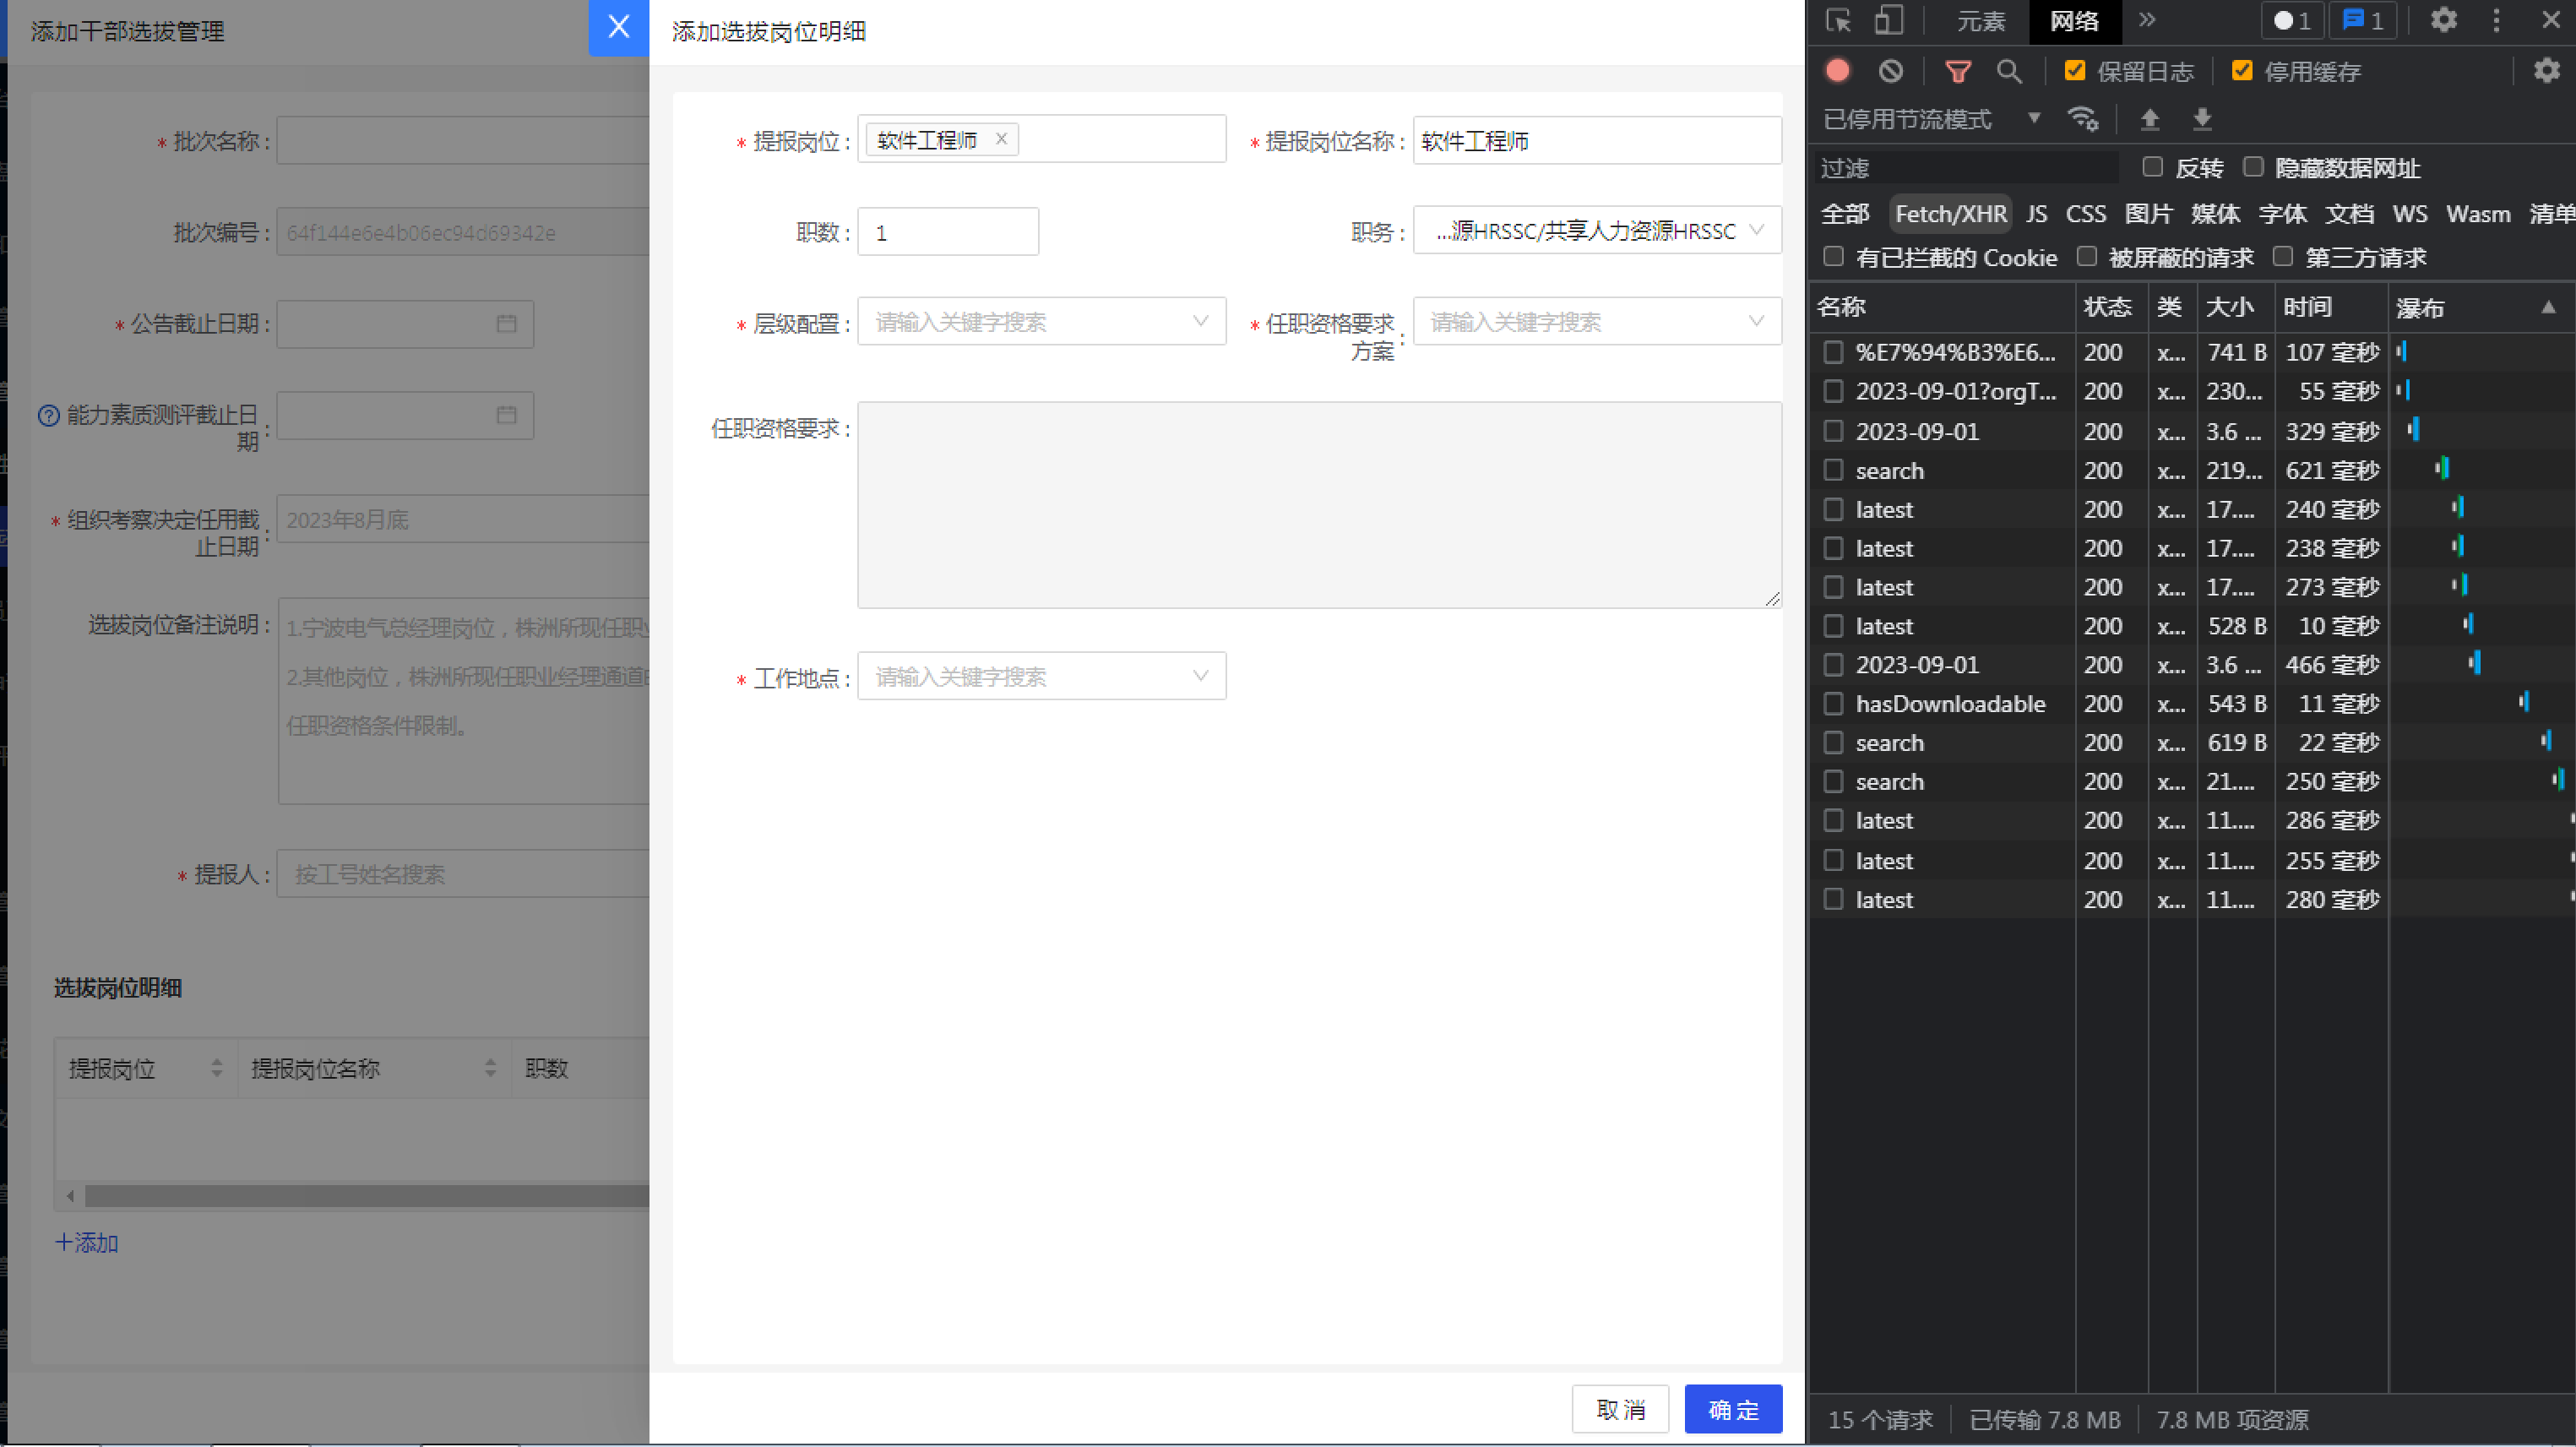 添加干部选拔管理
* 批次名称 :
批次编号 : 64f144e6e4b06ec94d69342e
* 公告截止日期 :
能力素质测评截止日
期 :
* 组织考察决定任用截
止日期 : 2023年8月底
选拔岗位备注说明 : 1.宁波电气总经理岗位，株洲所现任职
2.其他岗位，株洲所现任职业经理通道
任职资格条件限制。
* 提报人 : 按工号姓名搜索
选拔岗位明细
提报岗位 提报岗位名称 职数
+添加
添加选拔岗位明细
* 提报岗位 : 软件工程师 × * 提报岗位名称 : 软件工程师
职数 : 1 职务 : ...源HRSSC/共享人力资源HRSSC
* 层级配置 : 请输入关键字搜索 * 任职资格要求
方案 : 请输入关键字搜索
任职资格要求 :
* 工作地点 : 请输入关键字搜索
取 消 确 定
元素 网络 » 1 1
保留日志 停用缓存
已停用节流模式
过滤 反转 隐藏数据网址
全部 Fetch/XHR JS CSS 图片 媒体 字体 文档 WS Wasm 清单
有已拦截的 Cookie 被屏蔽的请求 第三方请求
名称 状态 类 大小 时间 瀑布
%E7%94%B3%E6... 200 x... 741 B 107 毫秒
2023-09-01?orgT... 200 x... 230... 55 毫秒
2023-09-01 200 x... 3.6 ... 329 毫秒
search 200 x... 219... 621 毫秒
latest 200 x... 17.... 240 毫秒
latest 200 x... 17.... 238 毫秒
latest 200 x... 17.... 273 毫秒
latest 200 x... 528 B 10 毫秒
2023-09-01 200 x... 3.6 ... 466 毫秒
hasDownloadable 200 x... 543 B 11 毫秒
search 200 x... 619 B 22 毫秒
search 200 x... 21.... 250 毫秒
latest 200 x... 11.... 286 毫秒
latest 200 x... 11.... 255 毫秒
latest 200 x... 11.... 280 毫秒
15 个请求 已传输 7.8 MB 7.8 MB 项资源